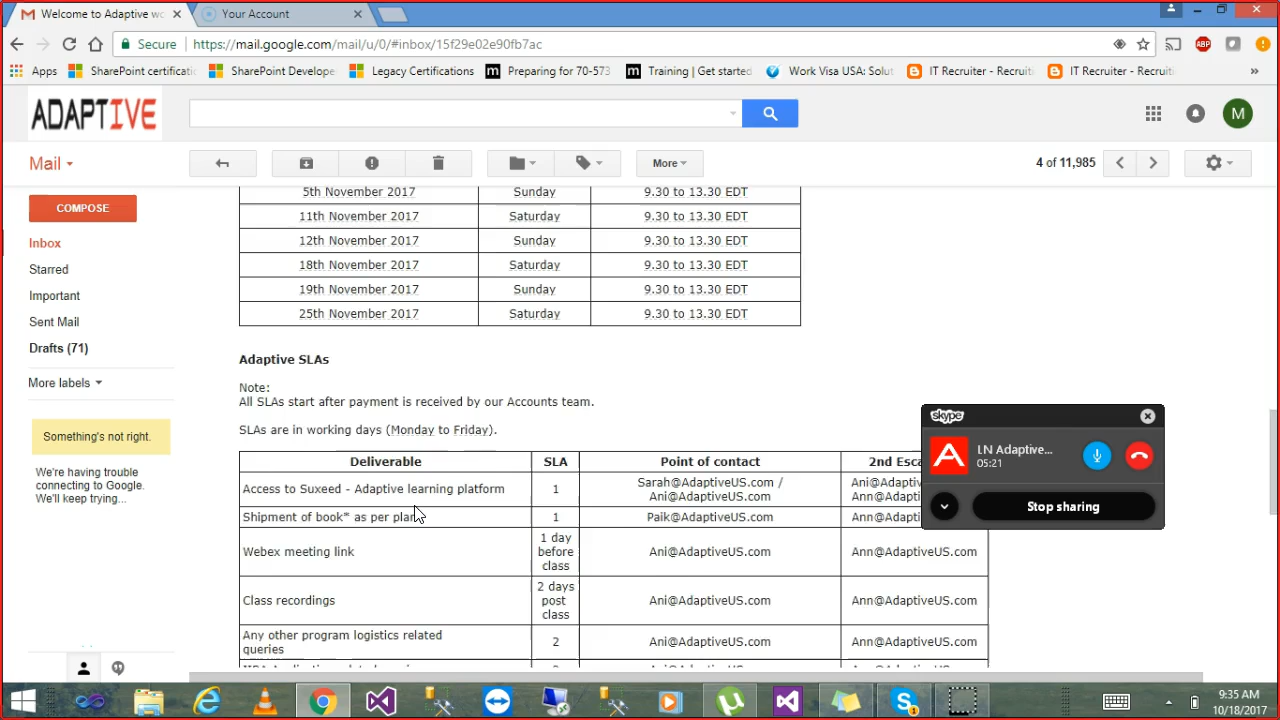 Welcome to Adaptive wo
Your Account
Secure https://mail.google.com/mail/u/0/#inbox/15f29e02e90fb7ac
ABP
Apps SharePoint certificati SharePoint Develope Legacy Certifications Preparing for 70-573 Training | Get started Work Visa USA: Solut IT Recruiter - Recruit IT Recruiter - Recruit »
ADAPTIVE
M
Mail
More
4 of 11,985
COMPOSE
Inbox
Starred
Important
Sent Mail
Drafts (71)
More labels
Something's not right.
We're having trouble
connecting to Google.
We'll keep trying...
5th November 2017 Sunday 9.30 to 13.30 EDT
11th November 2017 Saturday 9.30 to 13.30 EDT
12th November 2017 Sunday 9.30 to 13.30 EDT
18th November 2017 Saturday 9.30 to 13.30 EDT
19th November 2017 Sunday 9.30 to 13.30 EDT
25th November 2017 Saturday 9.30 to 13.30 EDT
Adaptive SLAs
Note:
All SLAs start after payment is received by our Accounts team.
SLAs are in working days (Monday to Friday).
Deliverable SLA Point of contact 2nd Esca
Access to Suxeed - Adaptive learning platform 1 Sarah@AdaptiveUS.com / Ani@AdaptiveUS.com Ani@AdaptiveUS Ann@AdaptiveUS
Shipment of book* as per plan 1 Paik@AdaptiveUS.com Ann@AdaptiveUS
Webex meeting link 1 day before class Ani@AdaptiveUS.com Ann@AdaptiveUS.com
Class recordings 2 days post class Ani@AdaptiveUS.com Ann@AdaptiveUS.com
Any other program logistics related queries 2 Ani@AdaptiveUS.com Ann@AdaptiveUS.com
skype
LN Adaptive...
05:21
Stop sharing
9:35 AM
10/18/2017